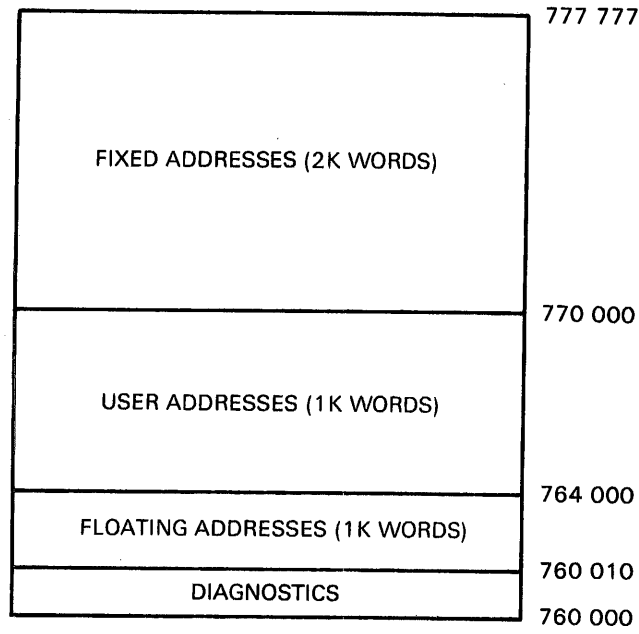 777 777
FIXED ADDRESSES (2K WORDS)
770 000
USER ADDRESSES (1K WORDS)
764 000
FLOATING ADDRESSES (1K WORDS)
760 010
DIAGNOSTICS
760 000